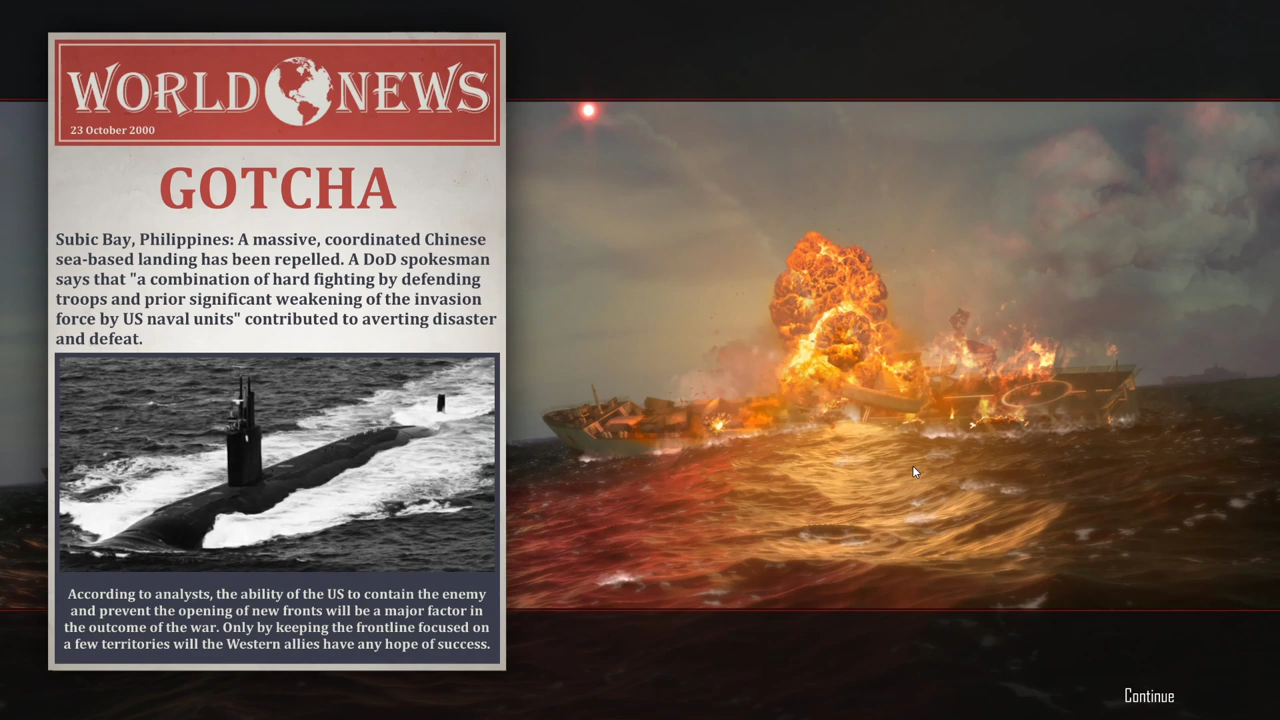 WORLD NEWS
23 October 2000
GOTCHA
Subic Bay, Philippines: A massive, coordinated Chinese
sea-based landing has been repelled. A DoD spokesman
says that "a combination of hard fighting by defending
troops and prior significant weakening of the invasion
force by US naval units" contributed to averting disaster
and defeat.
According to analysts, the ability of the US to contain the enemy
and prevent the opening of new fronts will be a major factor in
the outcome of the war. Only by keeping the frontline focused on
a few territories will the Western allies have any hope of success.
Continue